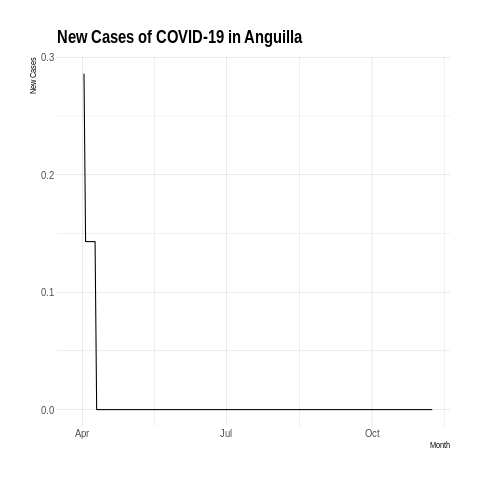 New Cases of COVID-19 in Anguilla
New Cases
0.3
0.2
0.1
0.0
Apr Jul Oct
Month